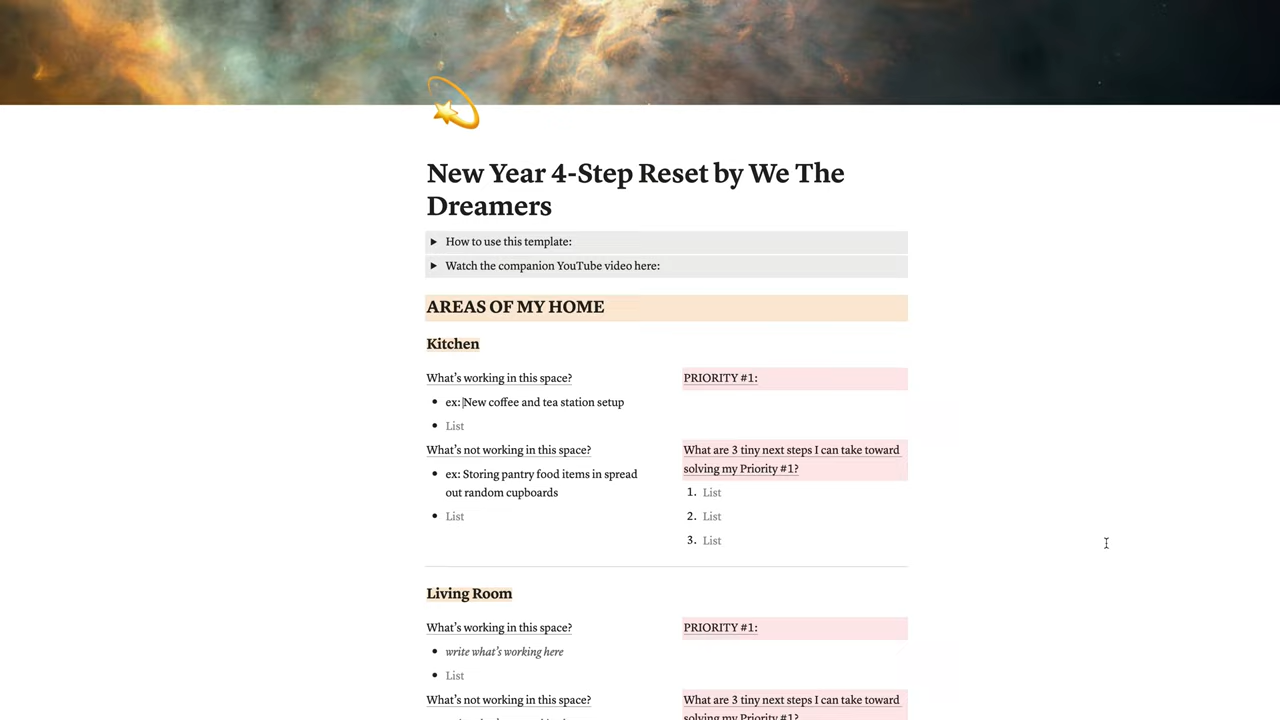 New Year 4-Step Reset by We The
Dreamers
How to use this template:
Watch the companion YouTube video here:
AREAS OF MY HOME
Kitchen
What's working in this space?
• ex: New coffee and tea station setup
• List
What's not working in this space?
• ex: Storing pantry food items in spread
out random cupboards
• List
PRIORITY #1:
What are 3 tiny next steps I can take toward
solving my Priority #1?
1. List
2. List
3. List
Living Room
What's working in this space?
• write what's working here
• List
What's not working in this space?
PRIORITY #1:
What are 3 tiny next steps I can take toward
solving my Priority #1?